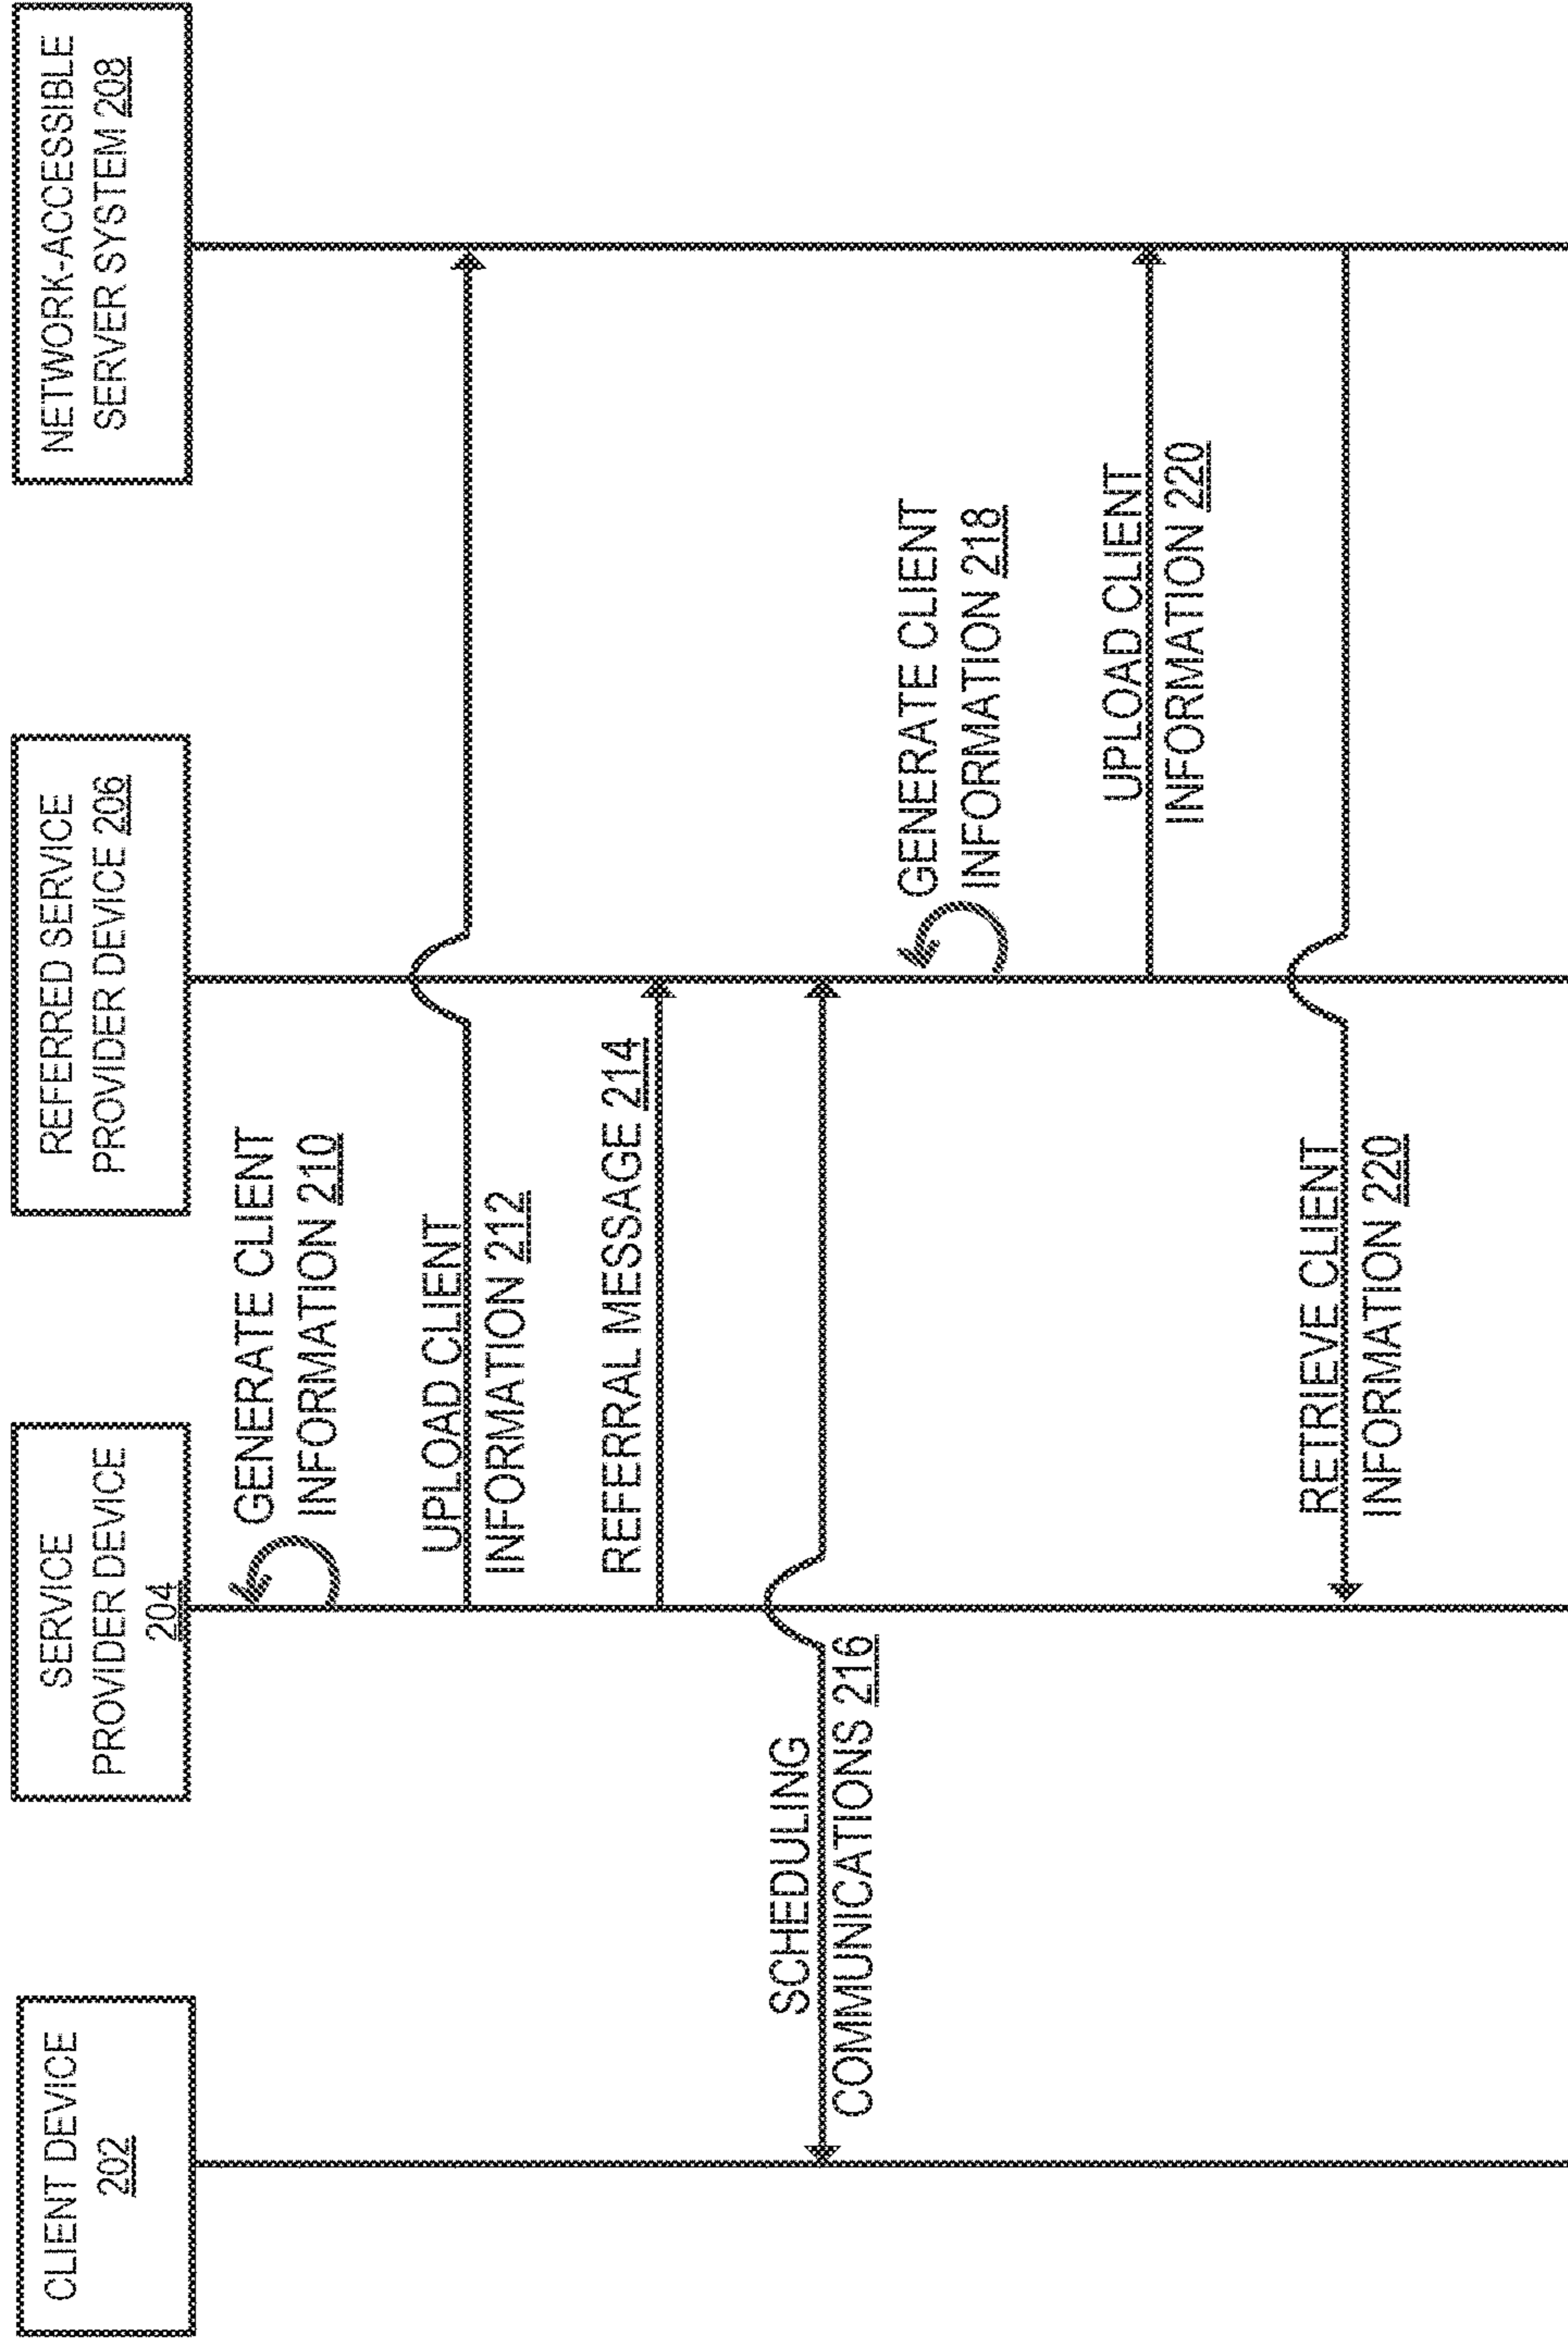 CLIENT DEVICE
202
SERVICE
PROVIDER DEVICE
204
REFERRED SERVICE
PROVIDER DEVICE 206
NETWORK-ACCESSIBLE
SERVER SYSTEM 208
GENERATE CLIENT
INFORMATION 210
UPLOAD CLIENT
INFORMATION 212
REFERRAL MESSAGE 214
SCHEDULING
COMMUNICATIONS 216
GENERATE CLIENT
INFORMATION 218
UPLOAD CLIENT
INFORMATION 220
RETRIEVE CLIENT
INFORMATION 220